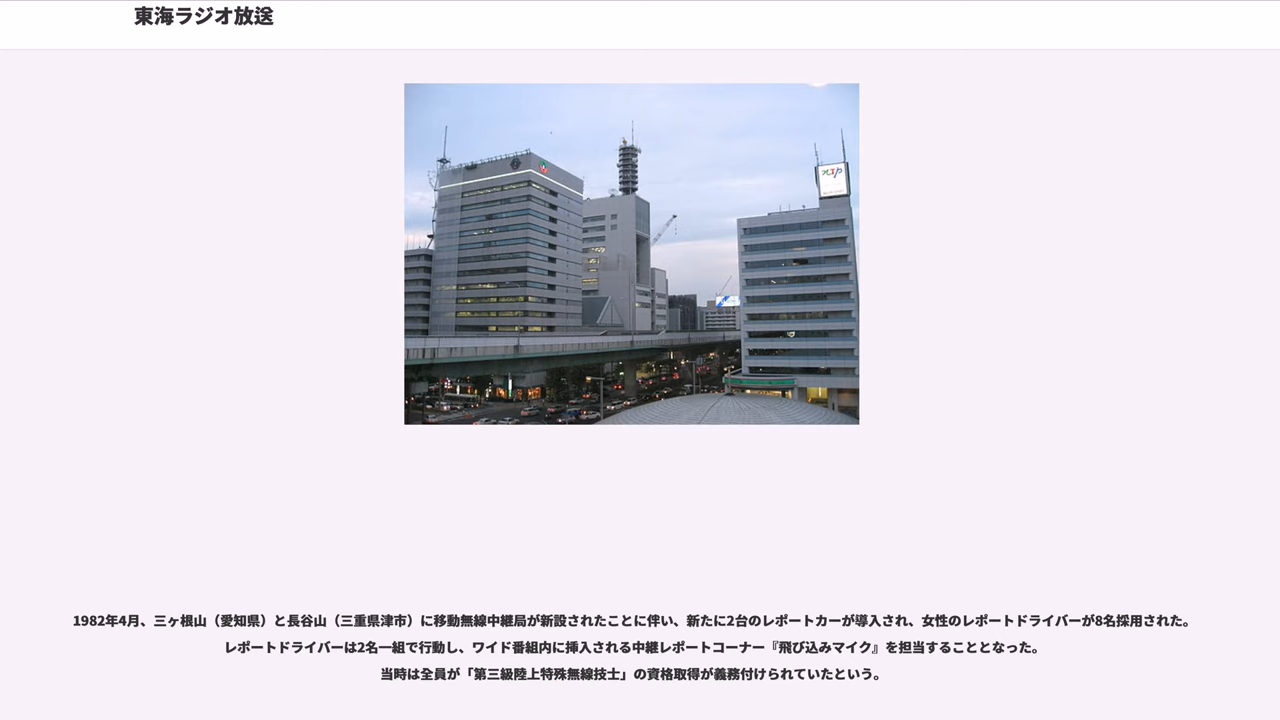 東海ラジオ放送
1982年4月、三ヶ根山（愛知県）と長谷山（三重県津市）に移動無線中継局が新設されたことに伴い、新たに2台のレポートカーが導入され、女性のレポートドライバーが8名採用された。
レポートドライバーは2名一組で行動し、ワイド番組内に挿入される中継レポートコーナー『飛び込みマイク』を担当することとなった。
当時は全員が「第三級陸上特殊無線技士」の資格取得が義務付けられていたという。